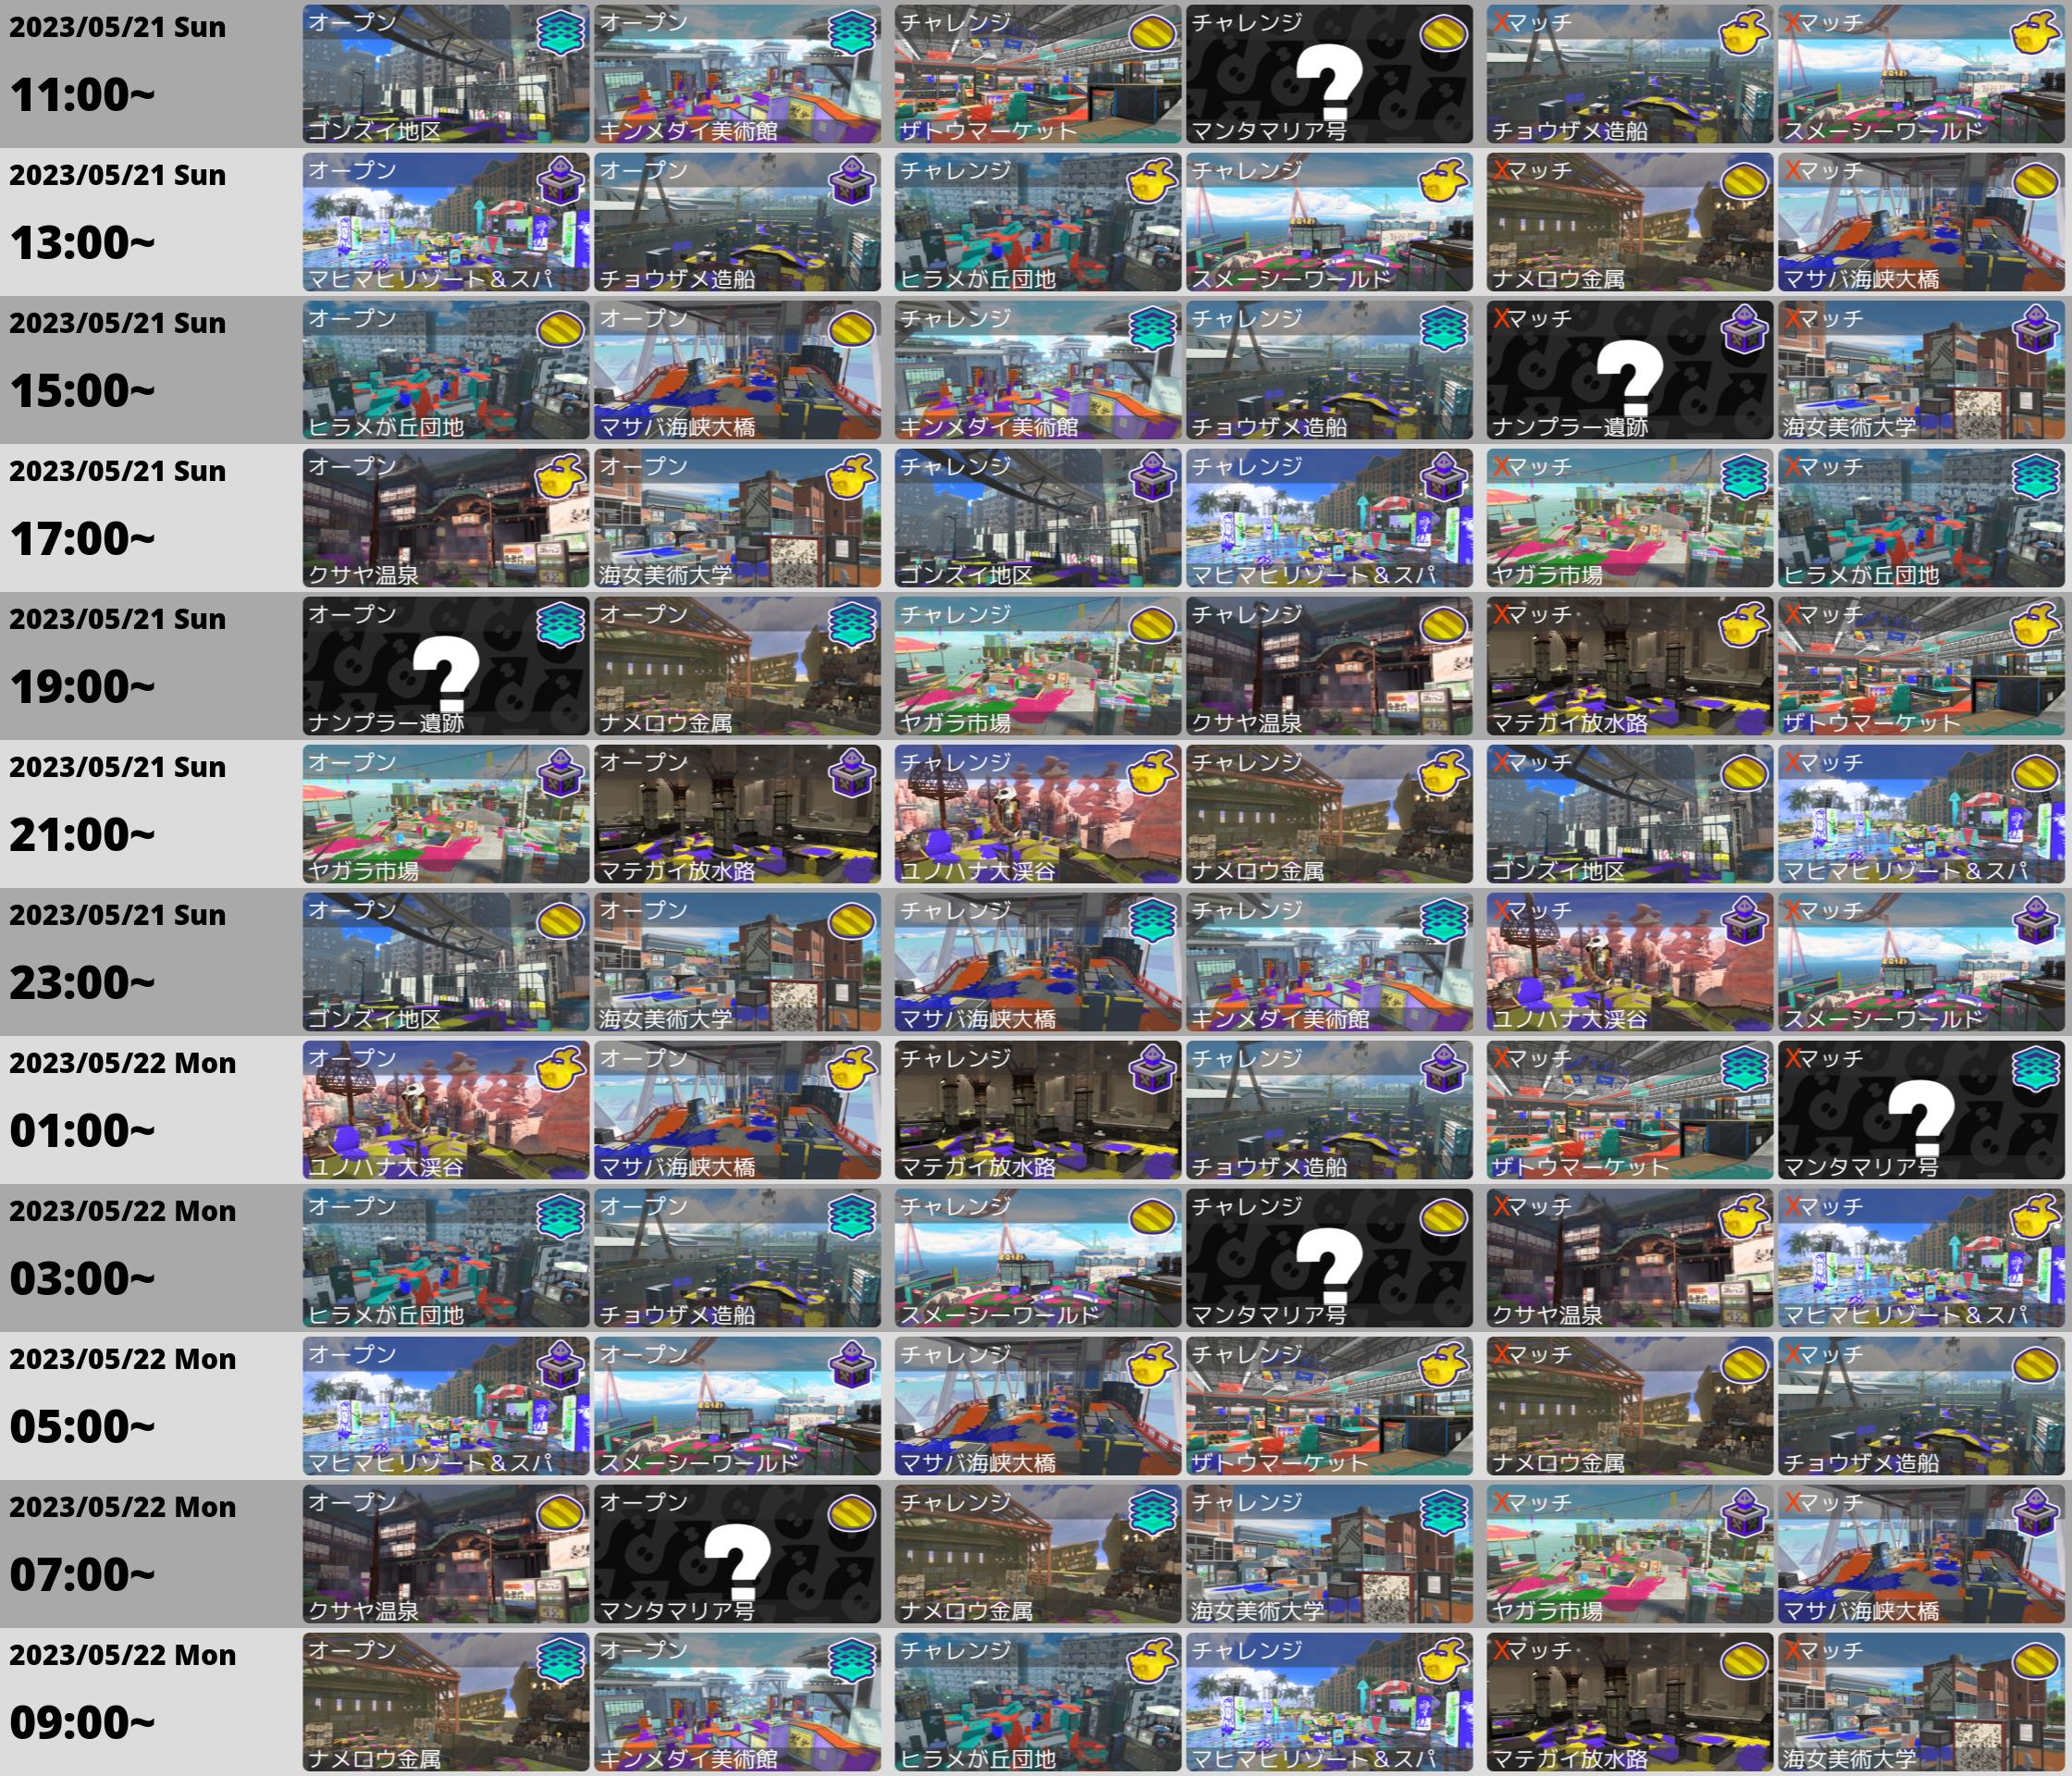 2023/05/21 Sun
11:00~
オープン オープン チャレンジ チャレンジ Xマッチ Xマッチ
ゴンズイ地区 キンメダイ美術館 ザトウマーケット マンタマリア号 チョウザメ造船 スメーシーワールド
2023/05/21 Sun
13:00~
オープン オープン チャレンジ チャレンジ Xマッチ Xマッチ
マヒマヒリゾート＆スパ チョウザメ造船 ヒラメが丘団地 スメーシーワールド ナメロウ金属 マサバ海峡大橋
2023/05/21 Sun
15:00~
オープン オープン チャレンジ チャレンジ Xマッチ Xマッチ
ヒラメが丘団地 マサバ海峡大橋 キンメダイ美術館 チョウザメ造船 ナンプラー遺跡 海女美術大学
2023/05/21 Sun
17:00~
オープン オープン チャレンジ チャレンジ Xマッチ Xマッチ
クサヤ温泉 海女美術大学 ゴンズイ地区 マヒマヒリゾート＆スパ ヤガラ市場 ヒラメが丘団地
2023/05/21 Sun
19:00~
オープン オープン チャレンジ チャレンジ Xマッチ Xマッチ
ナンプラー遺跡 ナメロウ金属 ヤガラ市場 クサヤ温泉 マテガイ放水路 ザトウマーケット
2023/05/21 Sun
21:00~
オープン オープン チャレンジ チャレンジ Xマッチ Xマッチ
ヤガラ市場 マテガイ放水路 ユノハナ大渓谷 ナメロウ金属 ゴンズイ地区 マヒマヒリゾート＆スパ
2023/05/21 Sun
23:00~
オープン オープン チャレンジ チャレンジ Xマッチ Xマッチ
ゴンズイ地区 海女美術大学 マサバ海峡大橋 キンメダイ美術館 ユノハナ大渓谷 スメーシーワールド
2023/05/22 Mon
01:00~
オープン オープン チャレンジ チャレンジ Xマッチ Xマッチ
ユノハナ大渓谷 マサバ海峡大橋 マテガイ放水路 チョウザメ造船 ザトウマーケット マンタマリア号
2023/05/22 Mon
03:00~
オープン オープン チャレンジ チャレンジ Xマッチ Xマッチ
ヒラメが丘団地 チョウザメ造船 スメーシーワールド マンタマリア号 クサヤ温泉 マヒマヒリゾート＆スパ
2023/05/22 Mon
05:00~
オープン オープン チャレンジ チャレンジ Xマッチ Xマッチ
マヒマヒリゾート＆スパ スメーシーワールド マサバ海峡大橋 ザトウマーケット ナメロウ金属 チョウザメ造船
2023/05/22 Mon
07:00~
オープン オープン チャレンジ チャレンジ Xマッチ Xマッチ
クサヤ温泉 マンタマリア号 ナメロウ金属 海女美術大学 ヤガラ市場 マサバ海峡大橋
2023/05/22 Mon
09:00~
オープン オープン チャレンジ チャレンジ Xマッチ Xマッチ
ナメロウ金属 キンメダイ美術館 ヒラメが丘団地 マヒマヒリゾート＆スパ マテガイ放水路 海女美術大学